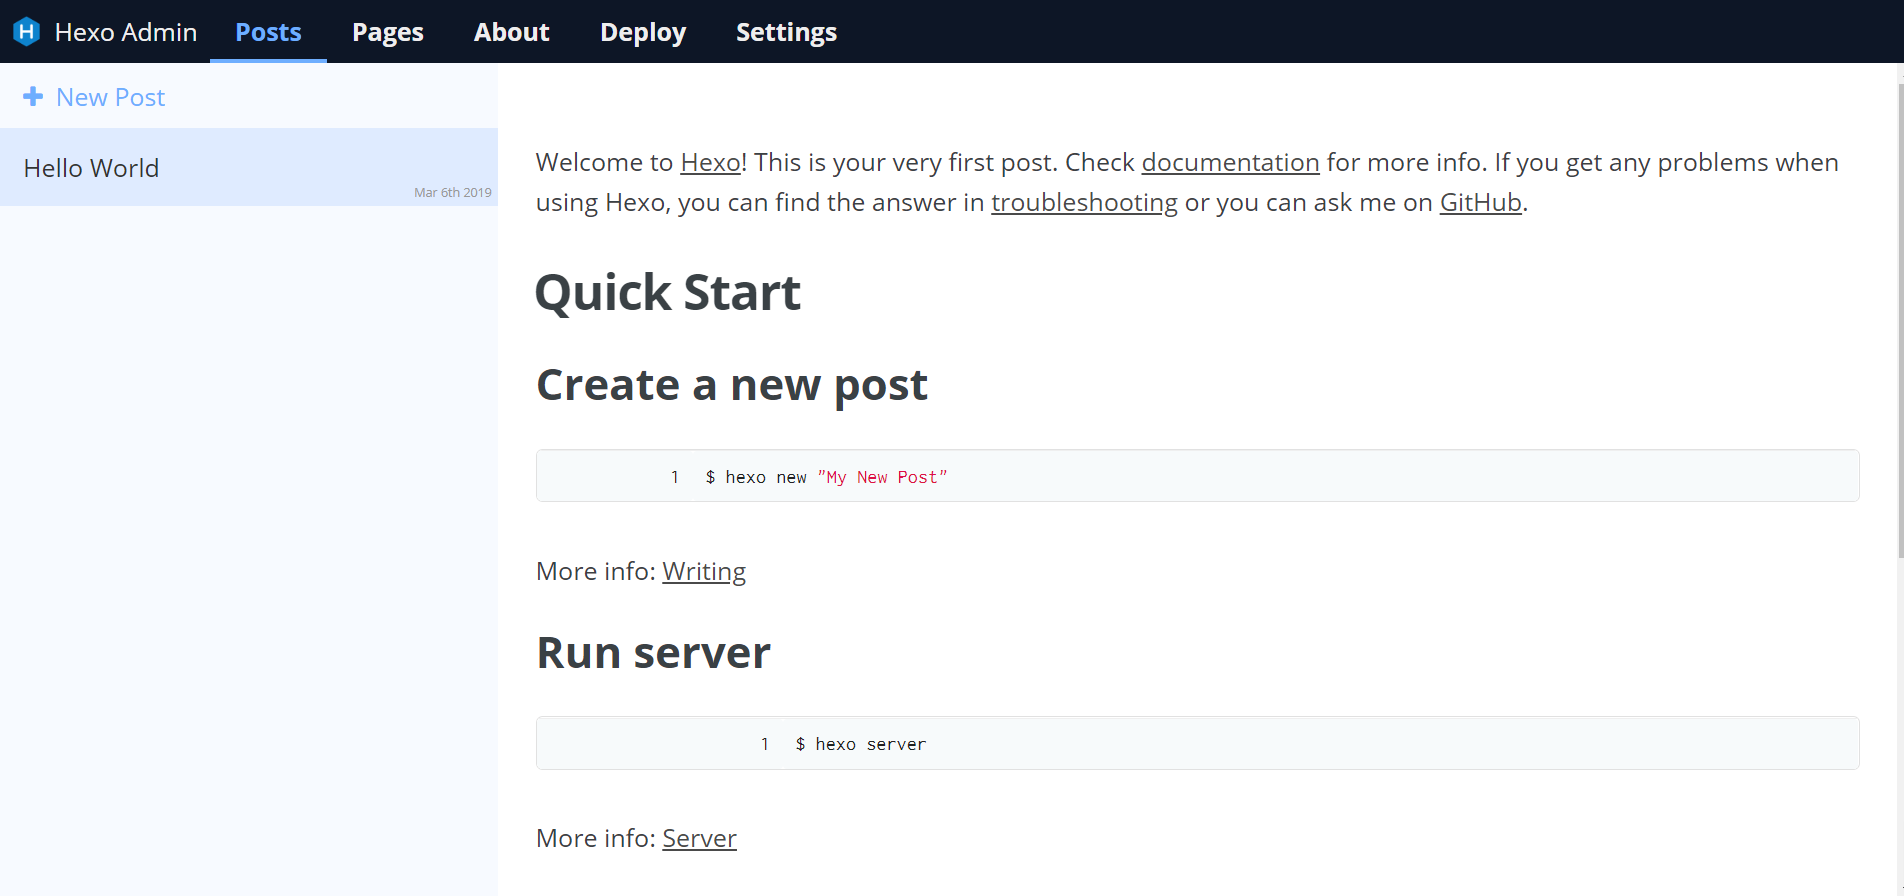 Hexo Admin Posts Pages About Deploy Settings
New Post
Hello World
Mar 6th 2019
Welcome to Hexo! This is your very first post. Check documentation for more info. If you get any problems when
using Hexo, you can find the answer in troubleshooting or you can ask me on GitHub.
Quick Start
Create a new post
1 $ hexo new "My New Post"
More info: Writing
Run server
1 $ hexo server
More info: Server